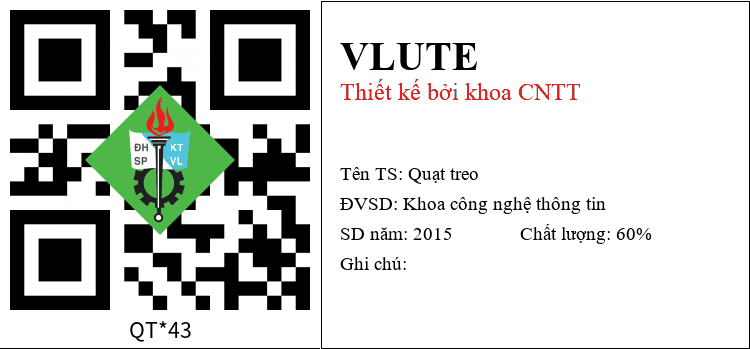 ĐH KT
SP VL
QT*43
VLUTE
Thiết kế bởi khoa CNTT
Tên TS: Quạt treo
ĐVSD: Khoa công nghệ thông tin
SD năm: 2015 Chất lượng: 60%
Ghi chú: